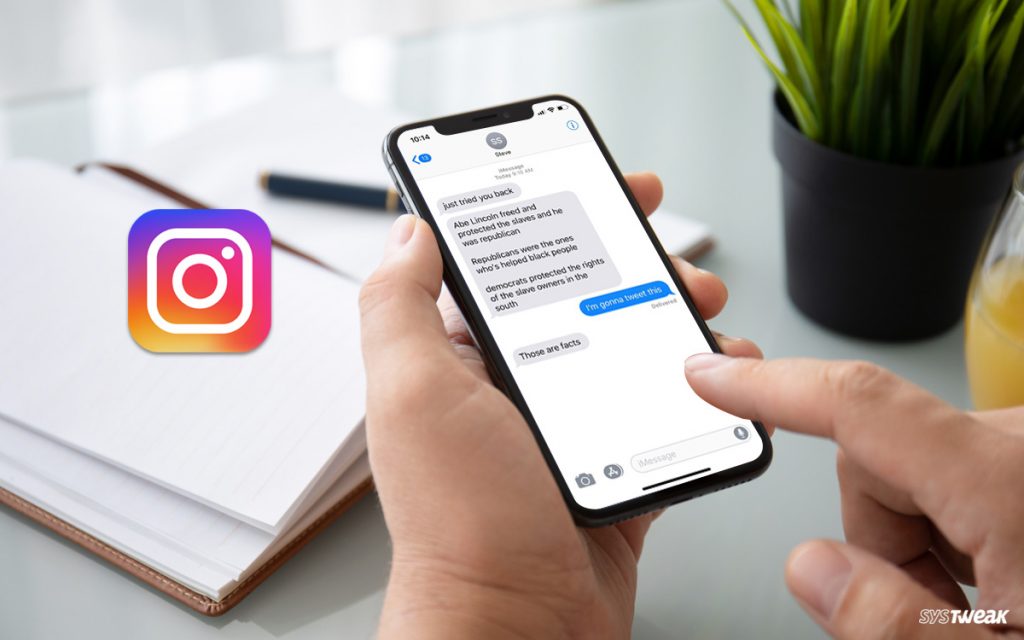 10:14
13
SS
Steve
iMessage
Today 9:15 AM
just tried you back
Abe Lincoln freed and
protected the slaves and he
was republican
Republicans were the ones
who's helped black people
democrats protected the rights
of the slave owners in the
south
I'm gonna tweet this
Delivered
Those are facts
iMessage
SYSTWEAK